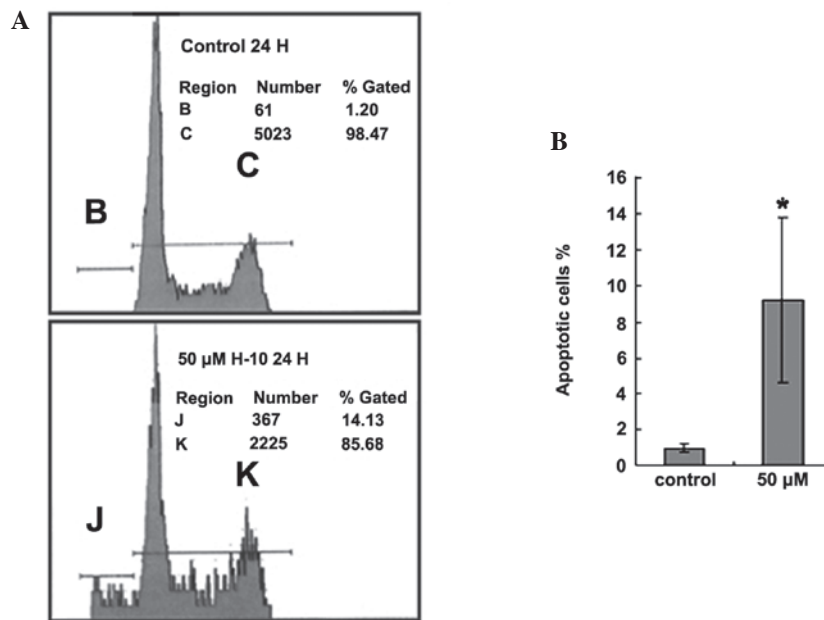 A
Control 24 H
Region Number % Gated
B 61 1.20
C 5023 98.47
B
C
50 µM H-10 24 H
Region Number % Gated
J 367 14.13
K 2225 85.68
J
K
B
Apoptotic cells %
16
14
12
10
8
6
4
2
0
*
control 50 µM